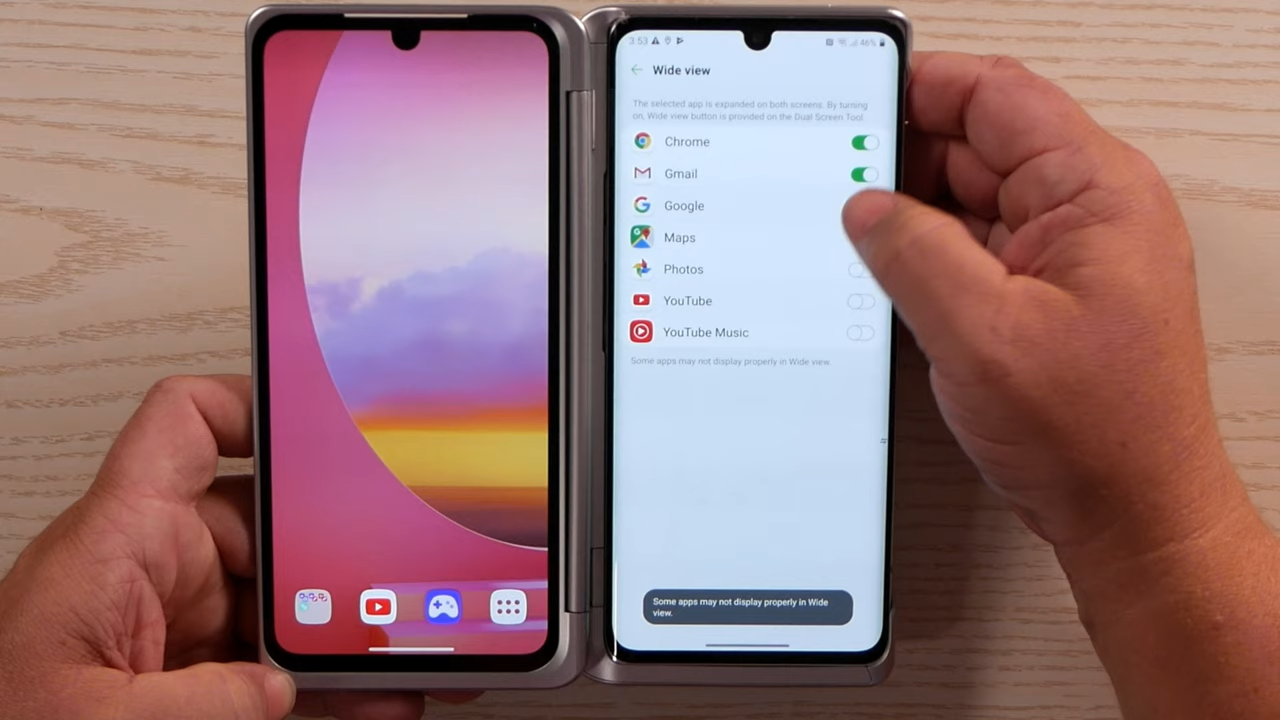 3:53
46%
Wide view
The selected app is expanded on both screens. By turning
on, Wide view button is provided on the Dual Screen Tool.
Chrome
Gmail
Google
Maps
Photos
YouTube
YouTube Music
Some apps may not display properly in Wide view.
Some apps may not display properly in Wide
view.